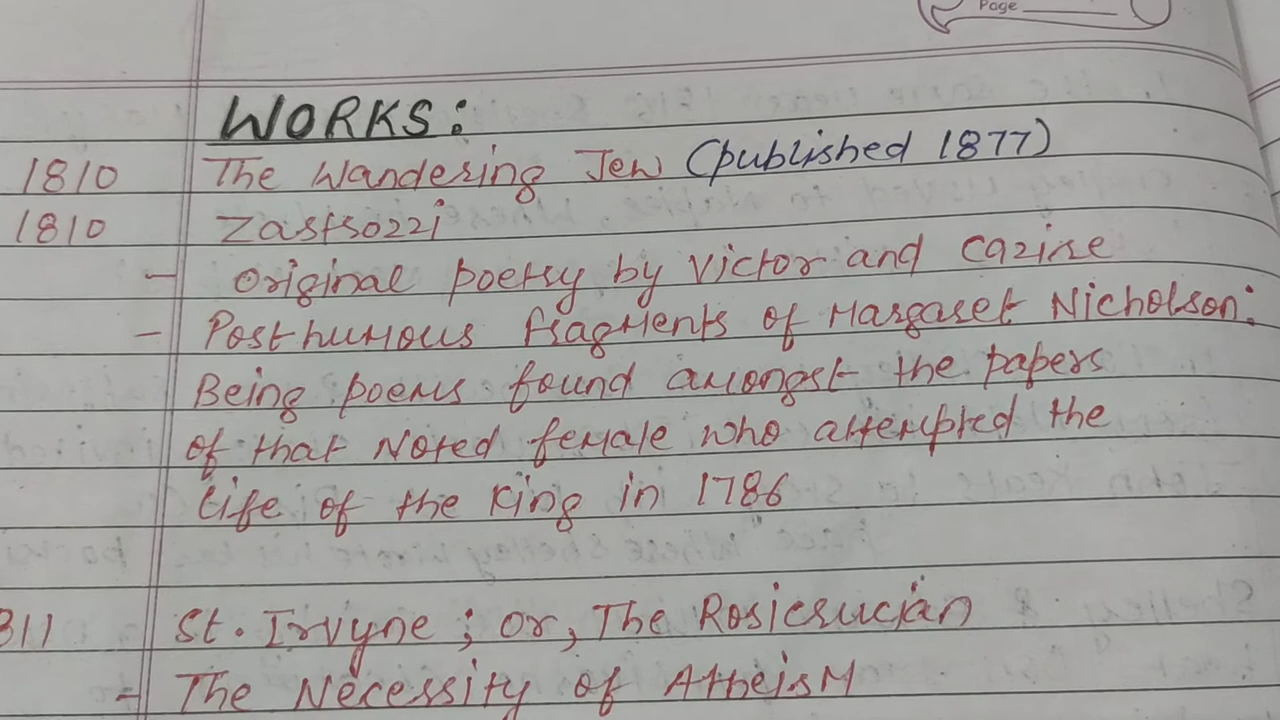 Page
WORKS:
1810 The Wandering Jew (published 1877)
1810 Zastrozzi
- Original poetry by Victor and Cazire
- Posthumous fragments of Margaret Nicholson:
Being poems found amongst the papers
of that Noted female who attempted the
life of the King in 1786
811 St. Irvyne; or, The Rosicrucian
- The Necessity of Atheism